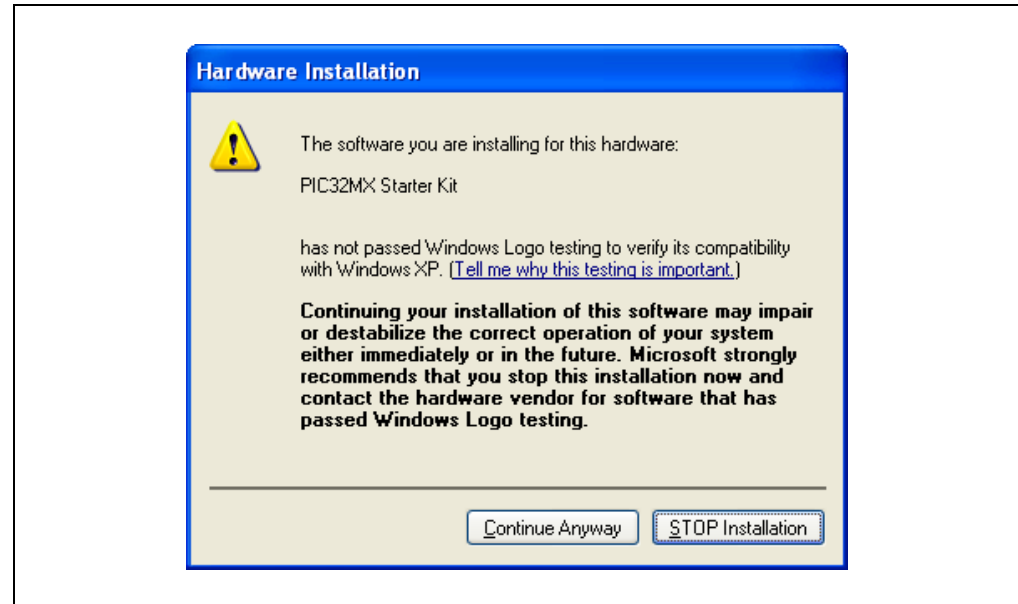 Hardware Installation
The software you are installing for this hardware:
PIC32MX Starter Kit
has not passed Windows Logo testing to verify its compatibility
with Windows XP. (Tell me why this testing is important.)
Continuing your installation of this software may impair
or destabilize the correct operation of your system
either immediately or in the future. Microsoft strongly
recommends that you stop this installation now and
contact the hardware vendor for software that has
passed Windows Logo testing.
Continue Anyway
STOP Installation